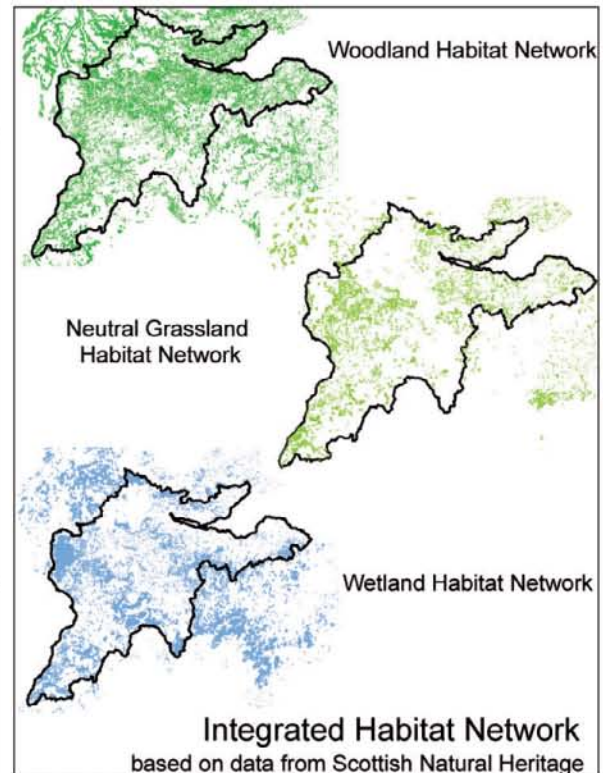 Woodland Habitat Network
Neutral Grassland
Habitat Network
Wetland Habitat Network
Integrated Habitat Network
based on data from Scottish Natural Heritage